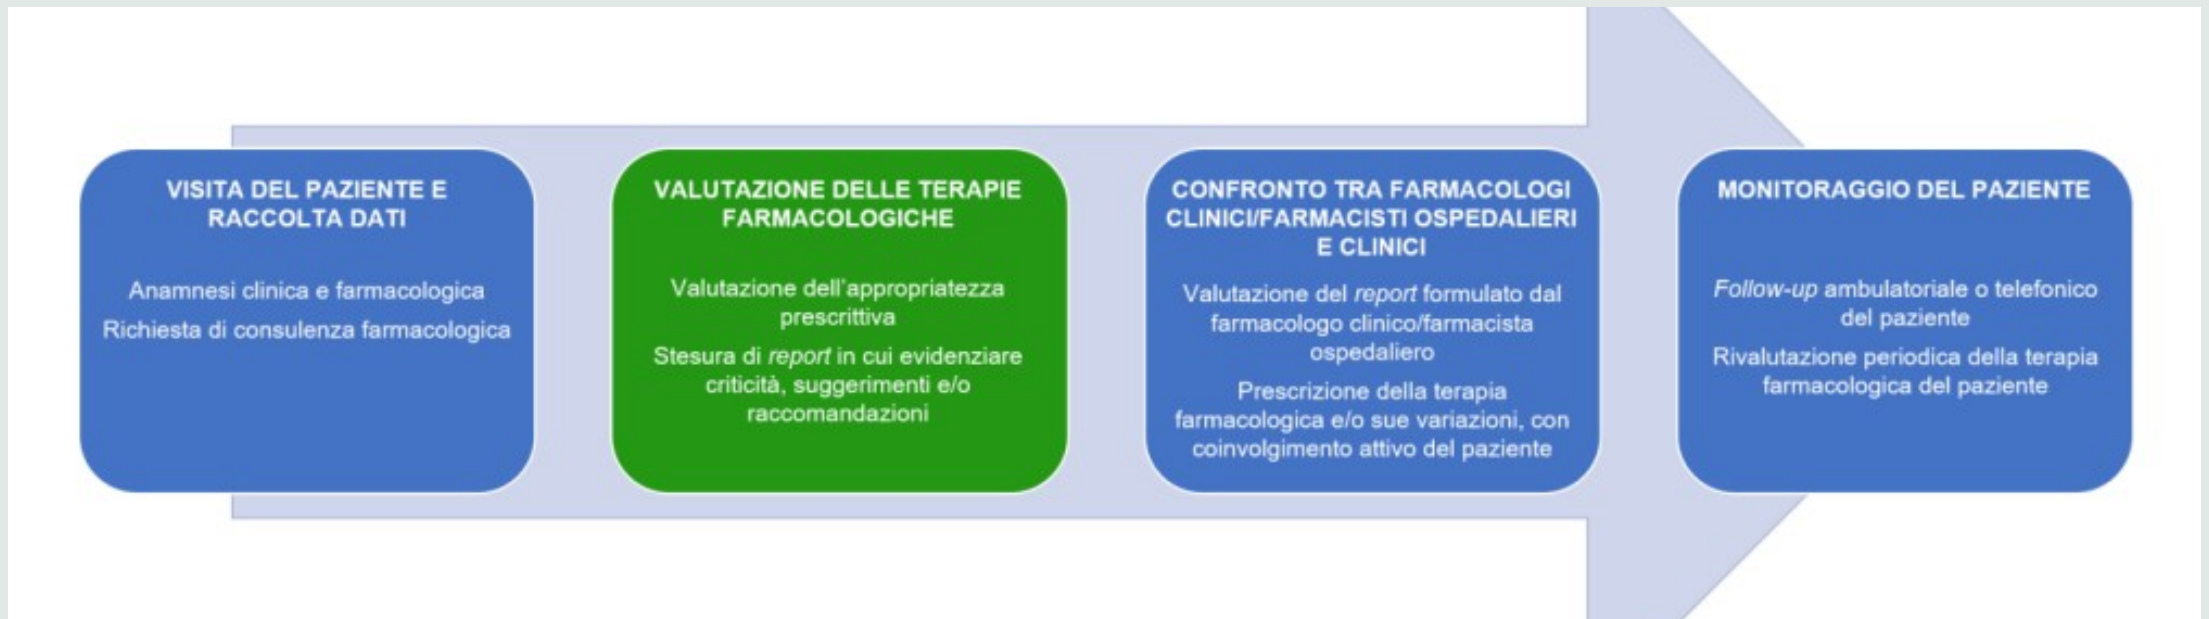 VISITA DEL PAZIENTE E
RACCOLTA DATI
Anamnesi clinica e farmacologica
Richiesta di consulenza farmacologica
VALUTAZIONE DELLE TERAPIE
FARMACOLOGICHE
Valutazione dell'appropriatezza
prescrittiva
Stesura di report in cui evidenziare
criticità, suggerimenti e/o
raccomandazioni
CONFRONTO TRA FARMACOLOGI
CLINICI/FARMACISTI OSPEDALIERI
E CLINICI
Valutazione del report formulato dal
farmacologo clinico/farmacista
ospedaliero
Prescrizione della terapia
farmacologica e/o sue variazioni, con
coinvolgimento attivo del paziente
MONITORAGGIO DEL PAZIENTE
Follow-up ambulatoriale o telefonico
del paziente
Rivalutazione periodica della terapia
farmacologica del paziente